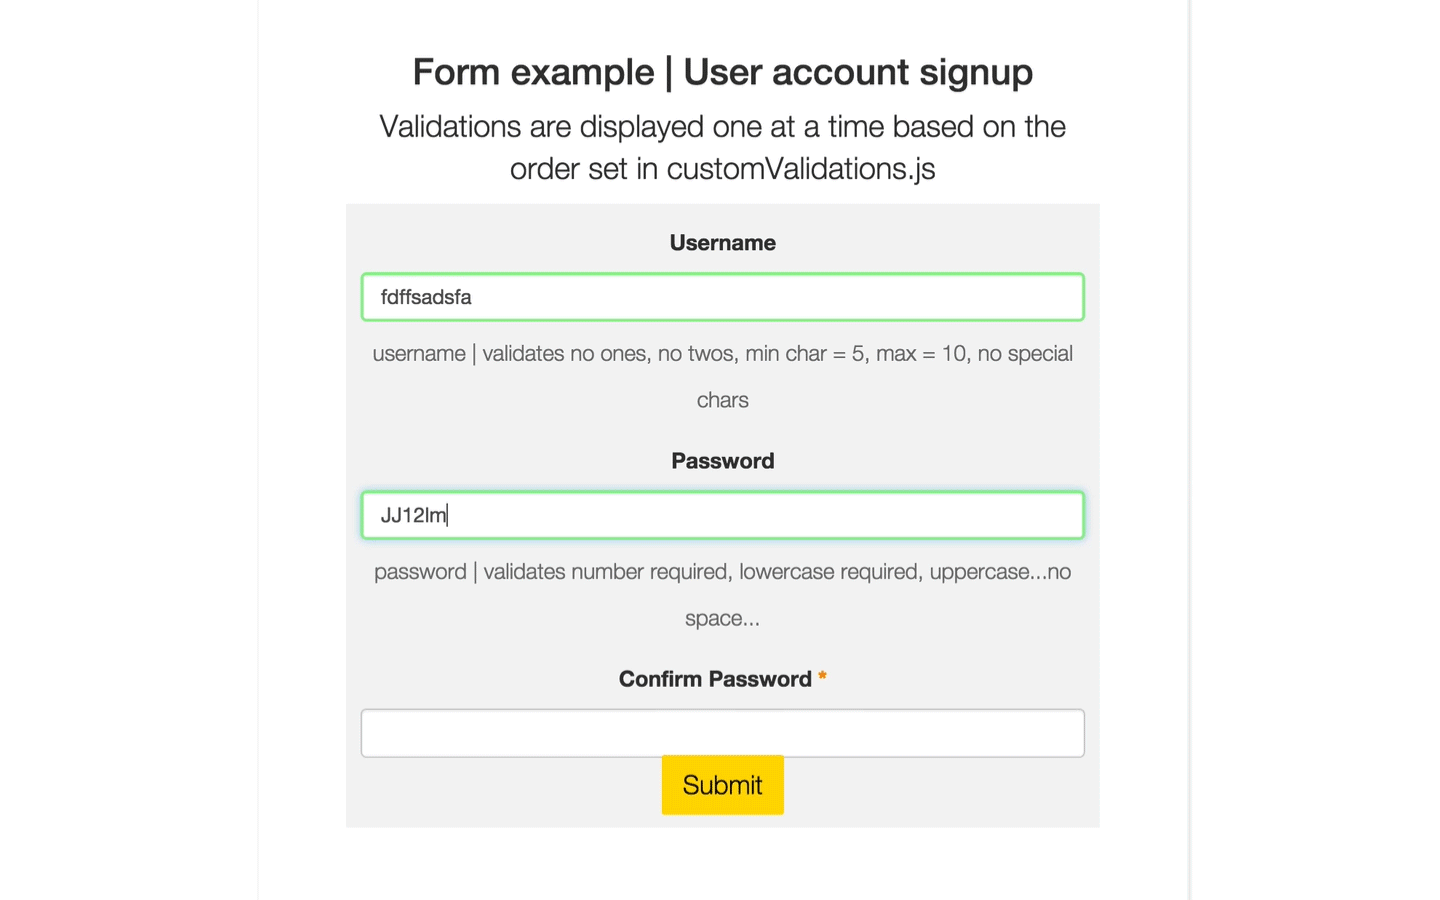 Form example | User account signup
Validations are displayed one at a time based on the
order set in customValidations.js
Username
fdffsadsfa
username | validates no ones, no twos, min char = 5, max = 10, no special
chars
Password
JJ12lm
password | validates number required, lowercase required, uppercase...no
space...
Confirm Password *
Submit